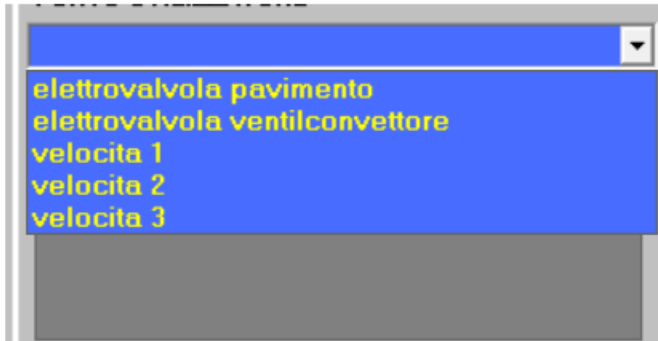 elettrovalvola pavimento
elettrovalvola ventilconvettore
velocita 1
velocita 2
velocita 3